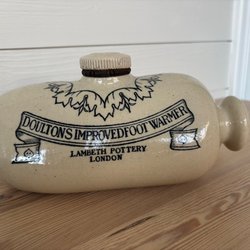 DOULTON'S IMPROVED FOOT WARMER
LAMBETH POTTERY
LONDON